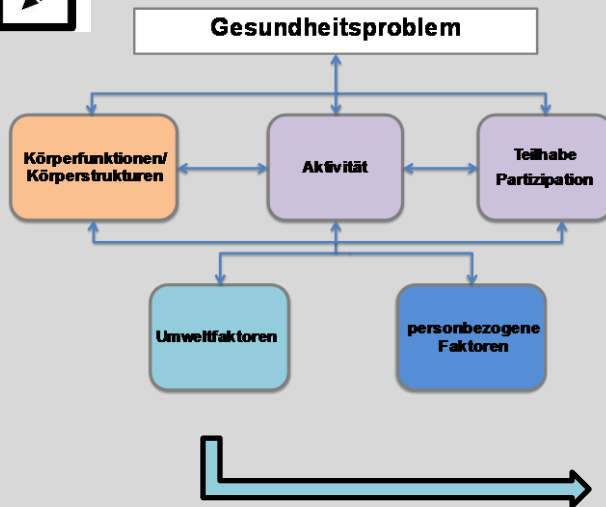 Gesundheitsproblem
Körperfunktionen/
Körperstrukturen
Aktivität
Teilhabe
Partizipation
Umweltfaktoren
personbezogene
Faktoren